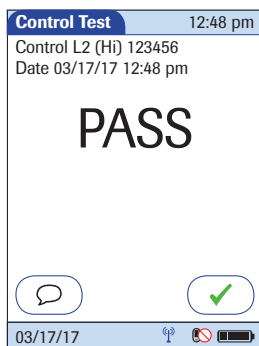 Control Test 12:48 pm
Control L2 (Hi) 123456
Date 03/17/17 12:48 pm
PASS
03/17/17